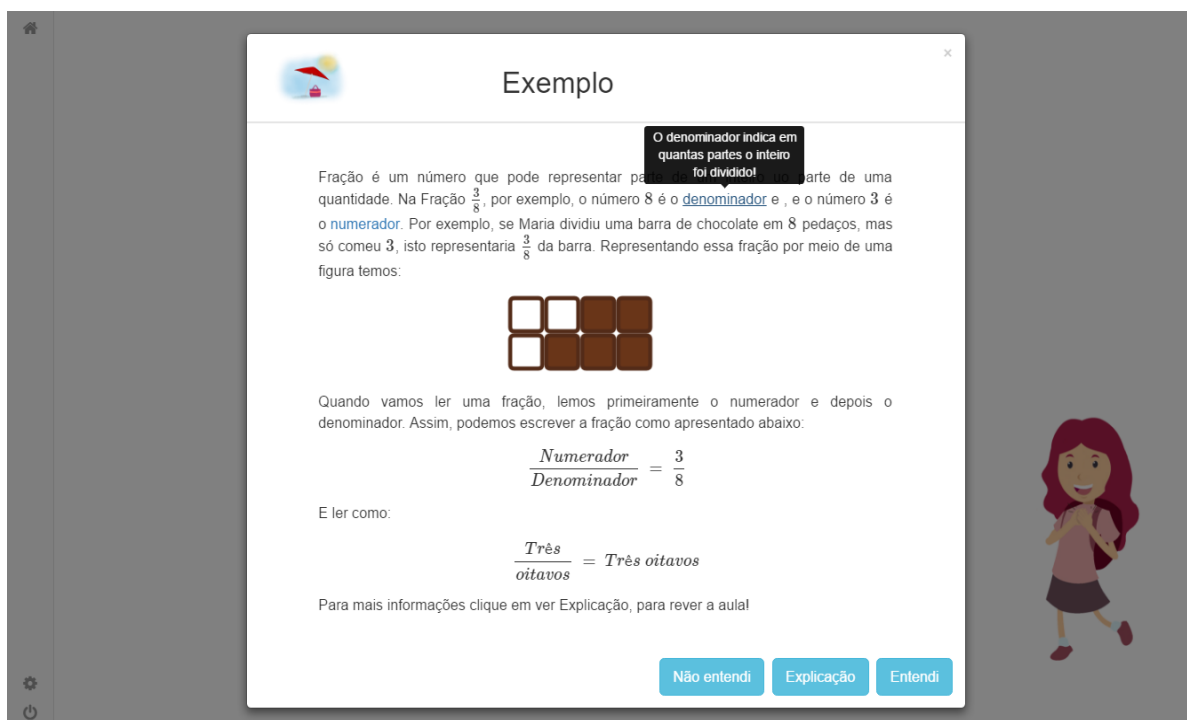 ×
Exemplo
O denominador indica em
quantas partes o inteiro
foi dividido!
Fração é um número que pode representar parte de uma
quantidade. Na Fração 3/8, por exemplo, o número 8 é o denominador e , e o número 3 é
o numerador. Por exemplo, se Maria dividiu uma barra de chocolate em 8 pedaços, mas
só comeu 3, isto representaria 3/8 da barra. Representando essa fração por meio de uma
figura temos:
Quando vamos ler uma fração, lemos primeiramente o numerador e depois o
denominador. Assim, podemos escrever a fração como apresentado abaixo:
Numerador/Denominador = 3/8
E ler como:
Três/oitavos = Três oitavos
Para mais informações clique em ver Explicação, para rever a aula!
Não entendi Explicação Entendi